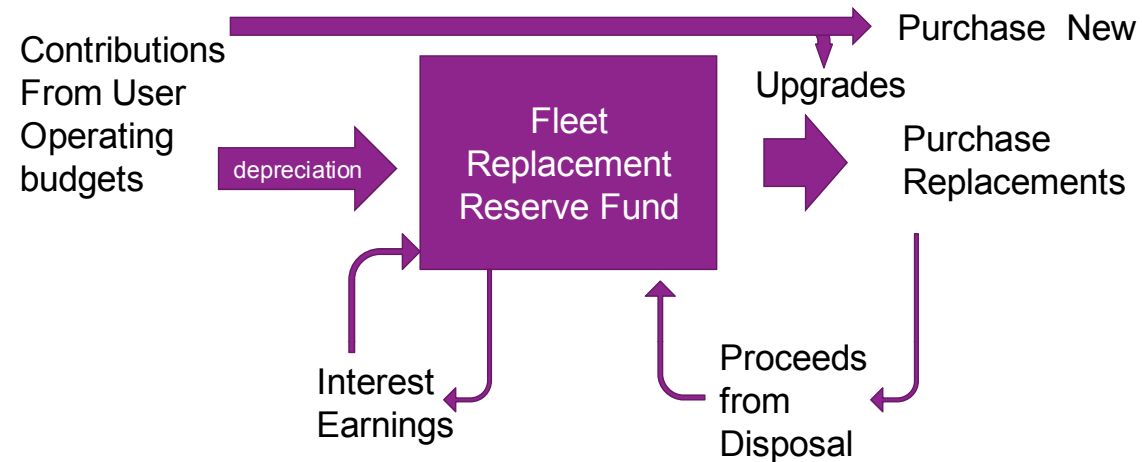 Contributions
From User
Operating
budgets
Purchase New
Upgrades
depreciation
Fleet
Replacement
Reserve Fund
Purchase
Replacements
Interest
Earnings
Proceeds
from
Disposal